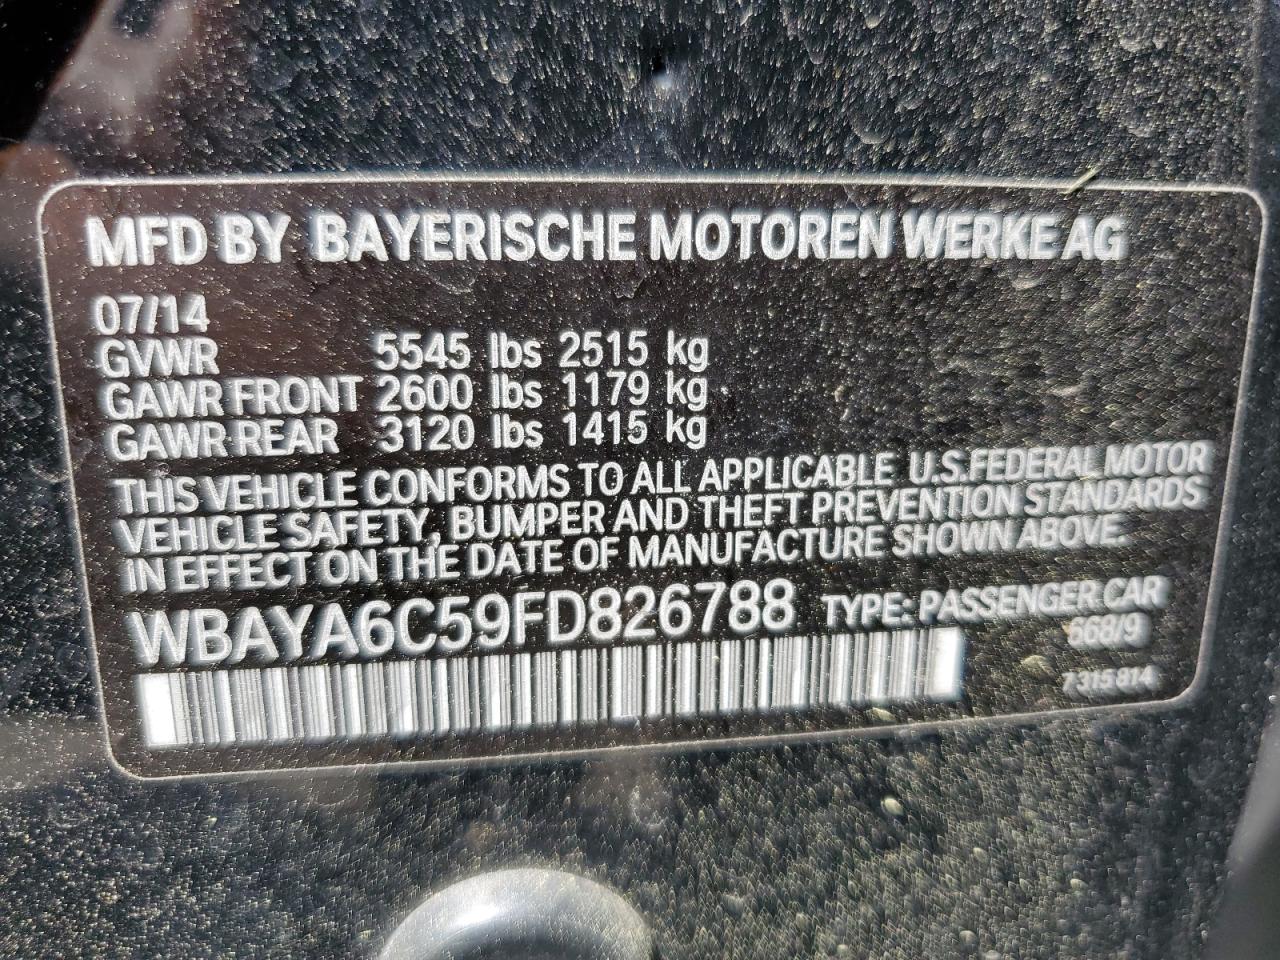 MFD BY BAYERISCHE MOTOREN WERKE AG
07/14
GVWR 5545 lbs 2515 kg
GAWR FRONT 2600 lbs 1179 kg
GAWR REAR 3120 lbs 1415 kg
THIS VEHICLE CONFORMS TO ALL APPLICABLE U.S.FEDERAL MOTOR
VEHICLE SAFETY, BUMPER AND THEFT PREVENTION STANDARDS
IN EFFECT ON THE DATE OF MANUFACTURE SHOWN ABOVE.
WBAYA6C59FD826788 TYPE: PASSENGER CAR
668/9
7 315 814